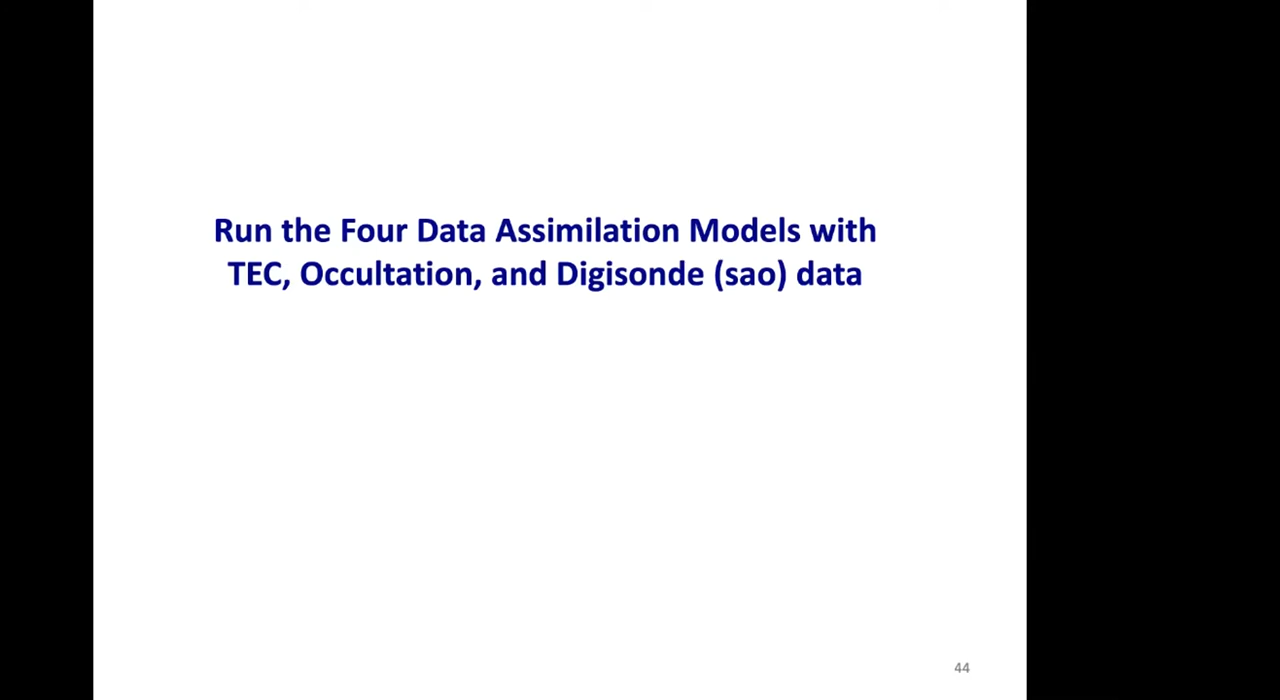 Run the Four Data Assimilation Models with
TEC, Occultation, and Digisonde (sao) data
44